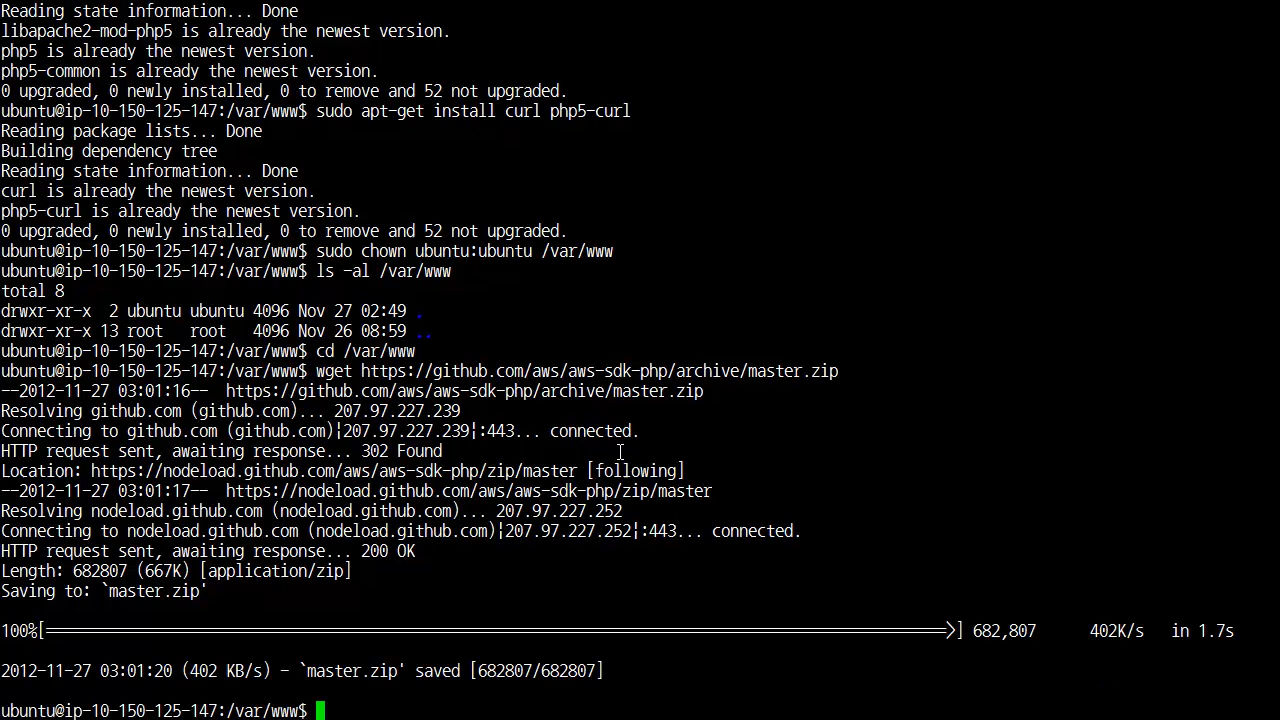 Reading state information... Done
libapache2-mod-php5 is already the newest version.
php5 is already the newest version.
php5-common is already the newest version.
0 upgraded, 0 newly installed, 0 to remove and 52 not upgraded.
ubuntu@ip-10-150-125-147:/var/www$ sudo apt-get install curl php5-curl
Reading package lists... Done
Building dependency tree
Reading state information... Done
curl is already the newest version.
php5-curl is already the newest version.
0 upgraded, 0 newly installed, 0 to remove and 52 not upgraded.
ubuntu@ip-10-150-125-147:/var/www$ sudo chown ubuntu:ubuntu /var/www
ubuntu@ip-10-150-125-147:/var/www$ ls -al /var/www
total 8
drwxr-xr-x  2 ubuntu ubuntu 4096 Nov 27 02:49 .
drwxr-xr-x 13 root   root   4096 Nov 26 08:59 ..
ubuntu@ip-10-150-125-147:/var/www$ cd /var/www
ubuntu@ip-10-150-125-147:/var/www$ wget https://github.com/aws/aws-sdk-php/archive/master.zip
--2012-11-27 03:01:16--  https://github.com/aws/aws-sdk-php/archive/master.zip
Resolving github.com (github.com)... 207.97.227.239
Connecting to github.com (github.com)¦207.97.227.239¦:443... connected.
HTTP request sent, awaiting response... 302 Found
Location: https://nodeload.github.com/aws/aws-sdk-php/zip/master [following]
--2012-11-27 03:01:17--  https://nodeload.github.com/aws/aws-sdk-php/zip/master
Resolving nodeload.github.com (nodeload.github.com)... 207.97.227.252
Connecting to nodeload.github.com (nodeload.github.com)¦207.97.227.252¦:443... connected.
HTTP request sent, awaiting response... 200 OK
Length: 682807 (667K) [application/zip]
Saving to: `master.zip'
100%[====================================================================================================>] 682,807      402K/s   in 1.7s
2012-11-27 03:01:20 (402 KB/s) - `master.zip' saved [682807/682807]
ubuntu@ip-10-150-125-147:/var/www$